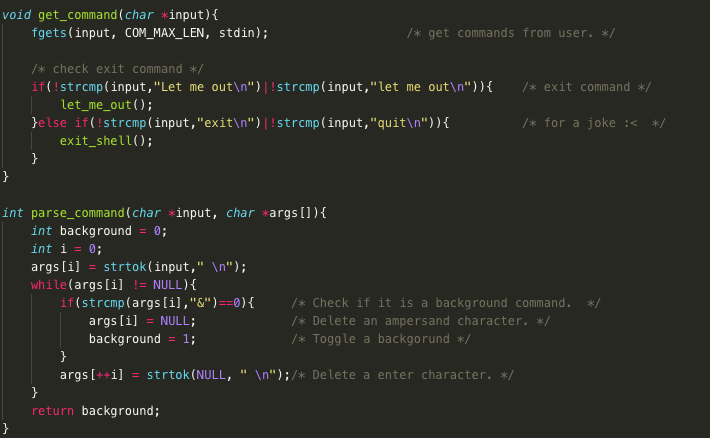 void get_command(char *input){
    fgets(input, COM_MAX_LEN, stdin);                   /* get commands from user. */

    /* check exit command */
    if(!strcmp(input,"Let me out\n")|!strcmp(input,"let me out\n")){    /* exit command */
        let_me_out();
    }else if(!strcmp(input,"exit\n")|!strcmp(input,"quit\n")){          /* for a joke :<  */
        exit_shell();
    }
}

int parse_command(char *input, char *args[]){
    int background = 0;
    int i = 0;
    args[i] = strtok(input," \n");
    while(args[i] != NULL){
        if(strcmp(args[i],"&")==0){     /* Check if it is a background command.  */
            args[i] = NULL;             /* Delete an ampersand character. */
            background = 1;             /* Toggle a backgorund */
        }
        args[++i] = strtok(NULL, " \n");/* Delete a enter character. */
    }
    return background;
}